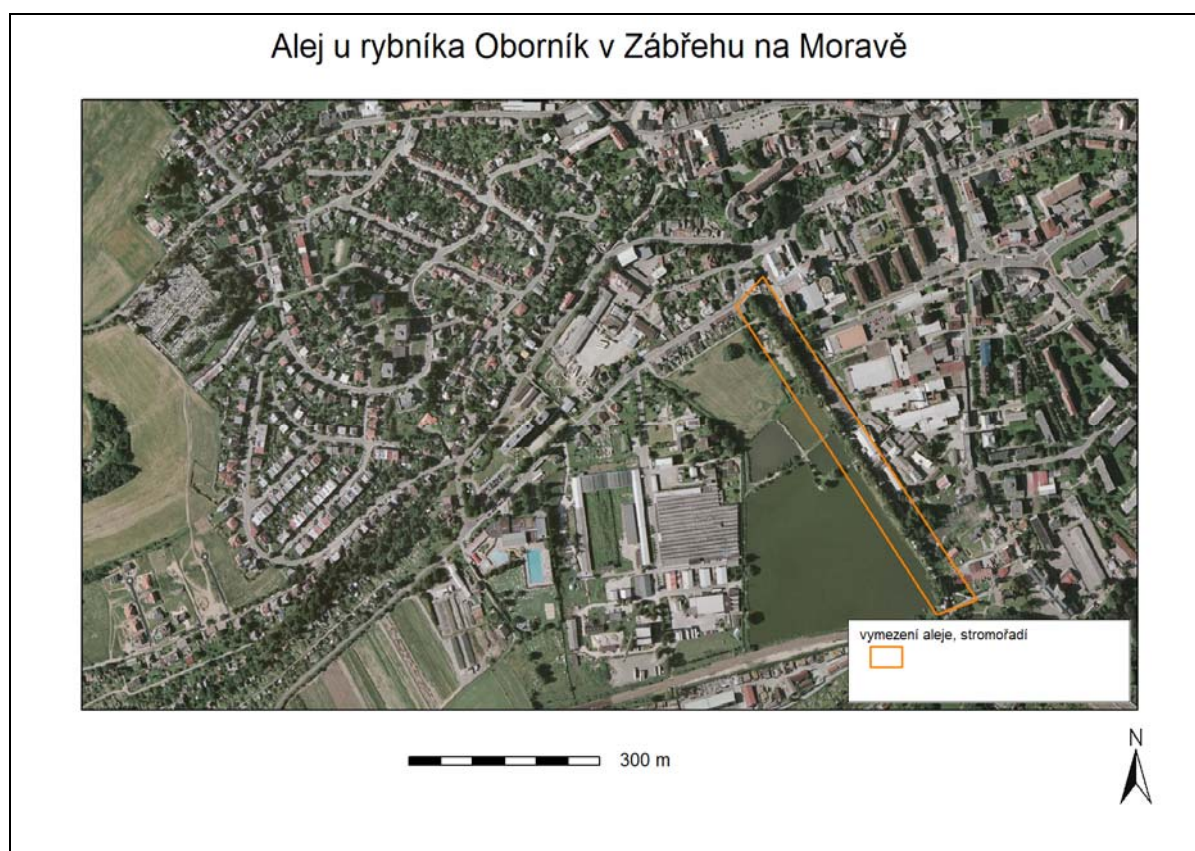 Alej u rybníka Oborník v Zábřehu na Moravě
vymezení aleje, stromořadí
300 m
N